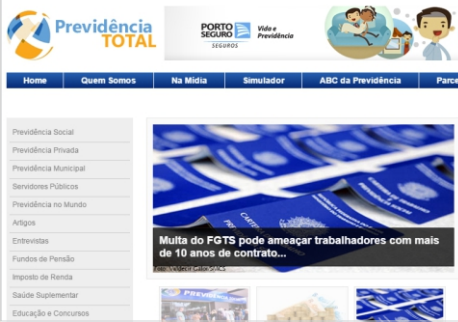 Previdência
TOTAL
PORTO
SEGURO
SEGUROS
Vida e
Previdência
Home
Quem Somos
Na Mídia
Simulador
ABC da Previdência
Parce
Previdência Social
Previdência Privada
Previdência Municipal
Servidores Públicos
Previdência no Mundo
Artigos
Entrevistas
Fundos de Pensão
Imposto de Renda
Saúde Suplementar
Educação e Concursos
Multa do FGTS pode ameaçar trabalhadores com mais
de 10 anos de contrato...